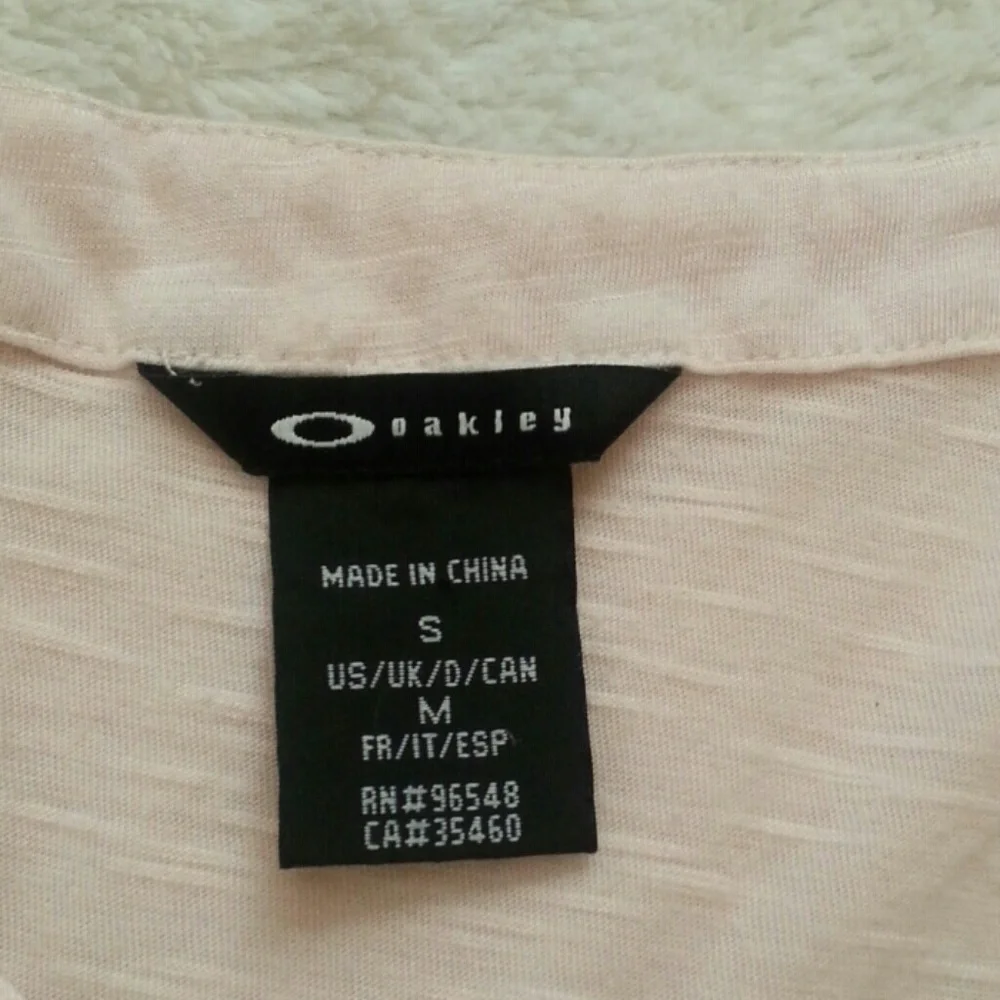 oakley
MADE IN CHINA
S
US/UK/D/CAN
M
FR/IT/ESP
RN#96548
CA#35460